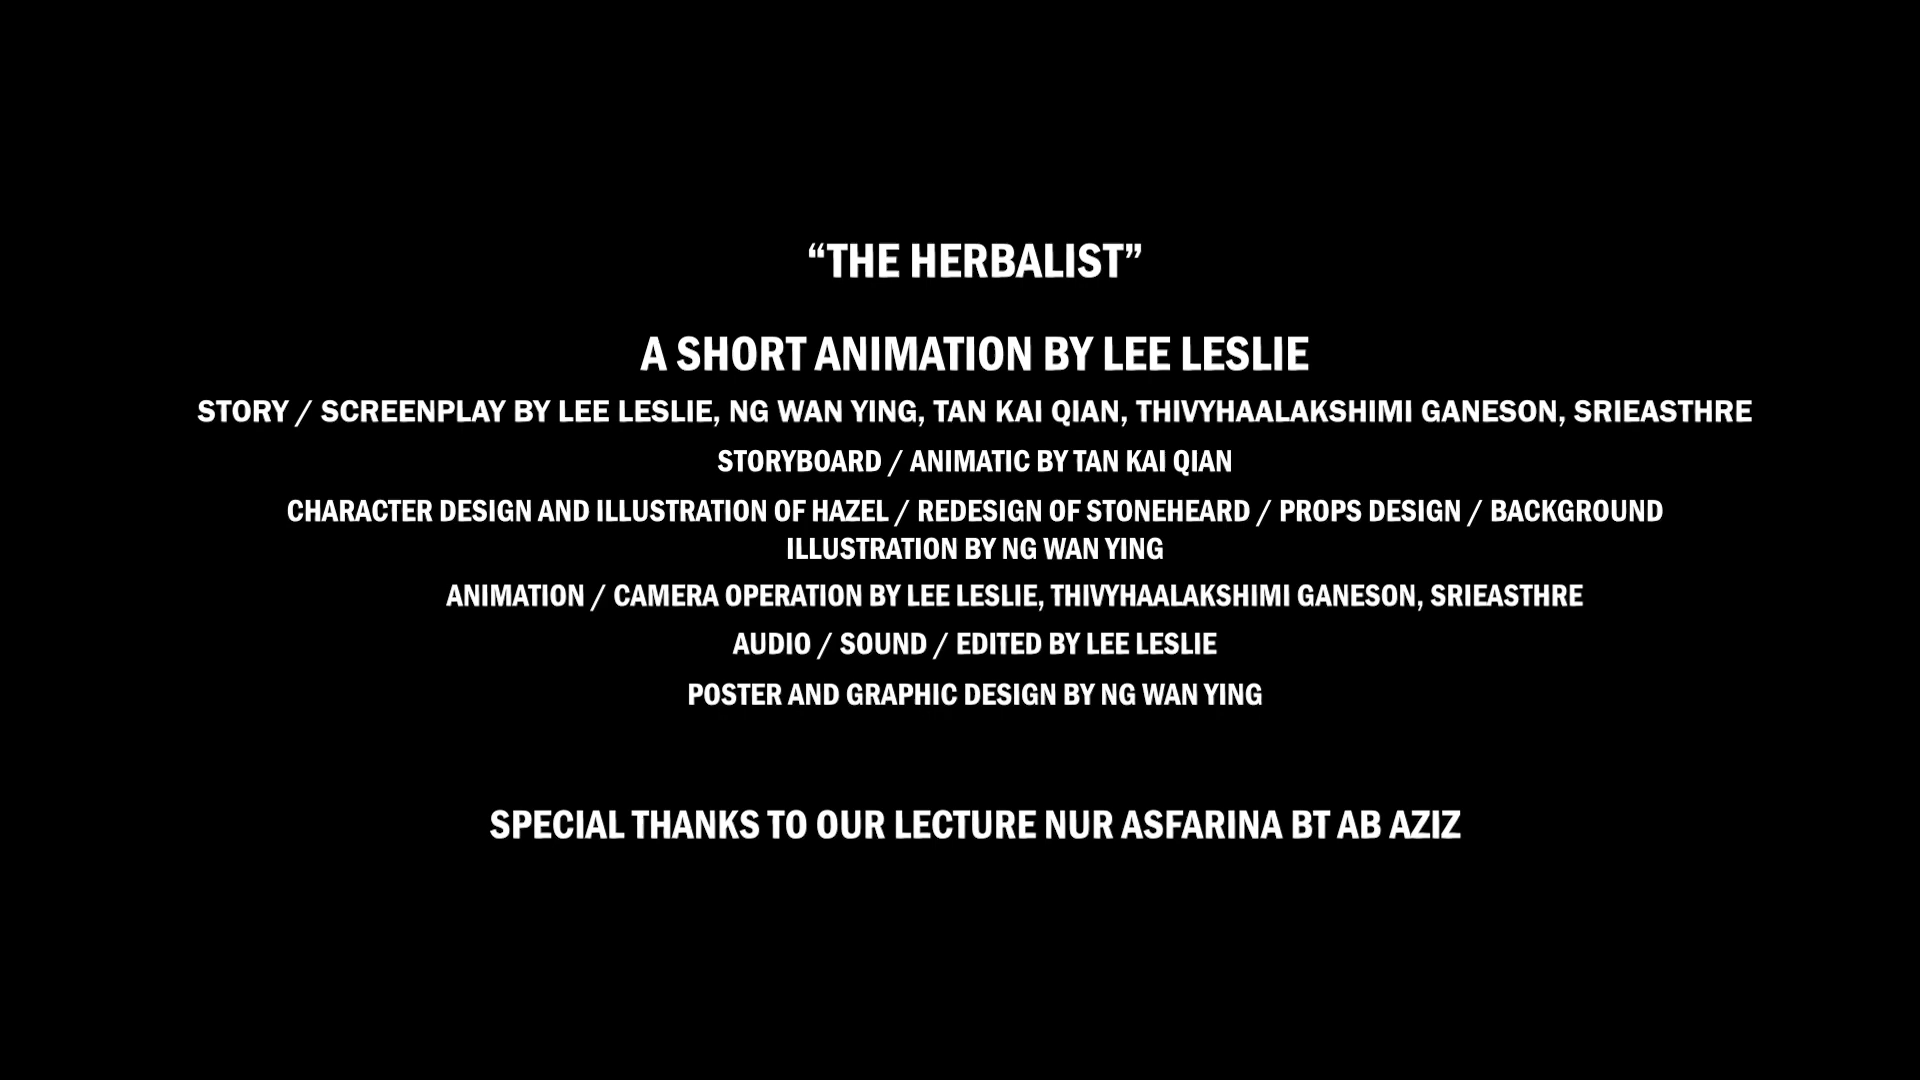 “THE HERBALIST”
A SHORT ANIMATION BY LEE LESLIE
STORY / SCREENPLAY BY LEE LESLIE, NG WAN YING, TAN KAI QIAN, THIVYHAALAKSHIMI GANESON, SRIEASTHRE
STORYBOARD / ANIMATIC BY TAN KAI QIAN
CHARACTER DESIGN AND ILLUSTRATION OF HAZEL / REDESIGN OF STONEHEARD / PROPS DESIGN / BACKGROUND
ILLUSTRATION BY NG WAN YING
ANIMATION / CAMERA OPERATION BY LEE LESLIE, THIVYHAALAKSHIMI GANESON, SRIEASTHRE
AUDIO / SOUND / EDITED BY LEE LESLIE
POSTER AND GRAPHIC DESIGN BY NG WAN YING
SPECIAL THANKS TO OUR LECTURE NUR ASFARINA BT AB AZIZ